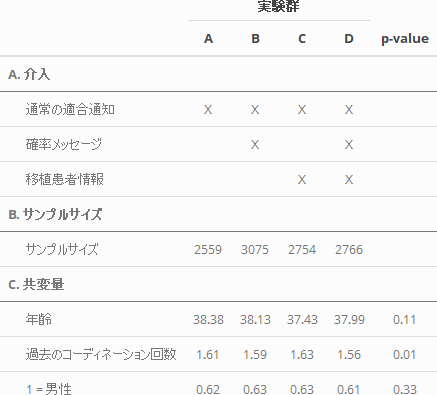 実験群
A B C D p-value
A. 介入
通常の適合通知 X X X X
確率メッセージ X X
移植患者情報 X X
B. サンプルサイズ
サンプルサイズ 2559 3075 2754 2766
C. 共変量
年齢 38.38 38.13 37.43 37.99 0.11
過去のコーディネーション回数 1.61 1.59 1.63 1.56 0.01
1 = 男性 0.62 0.63 0.63 0.61 0.33